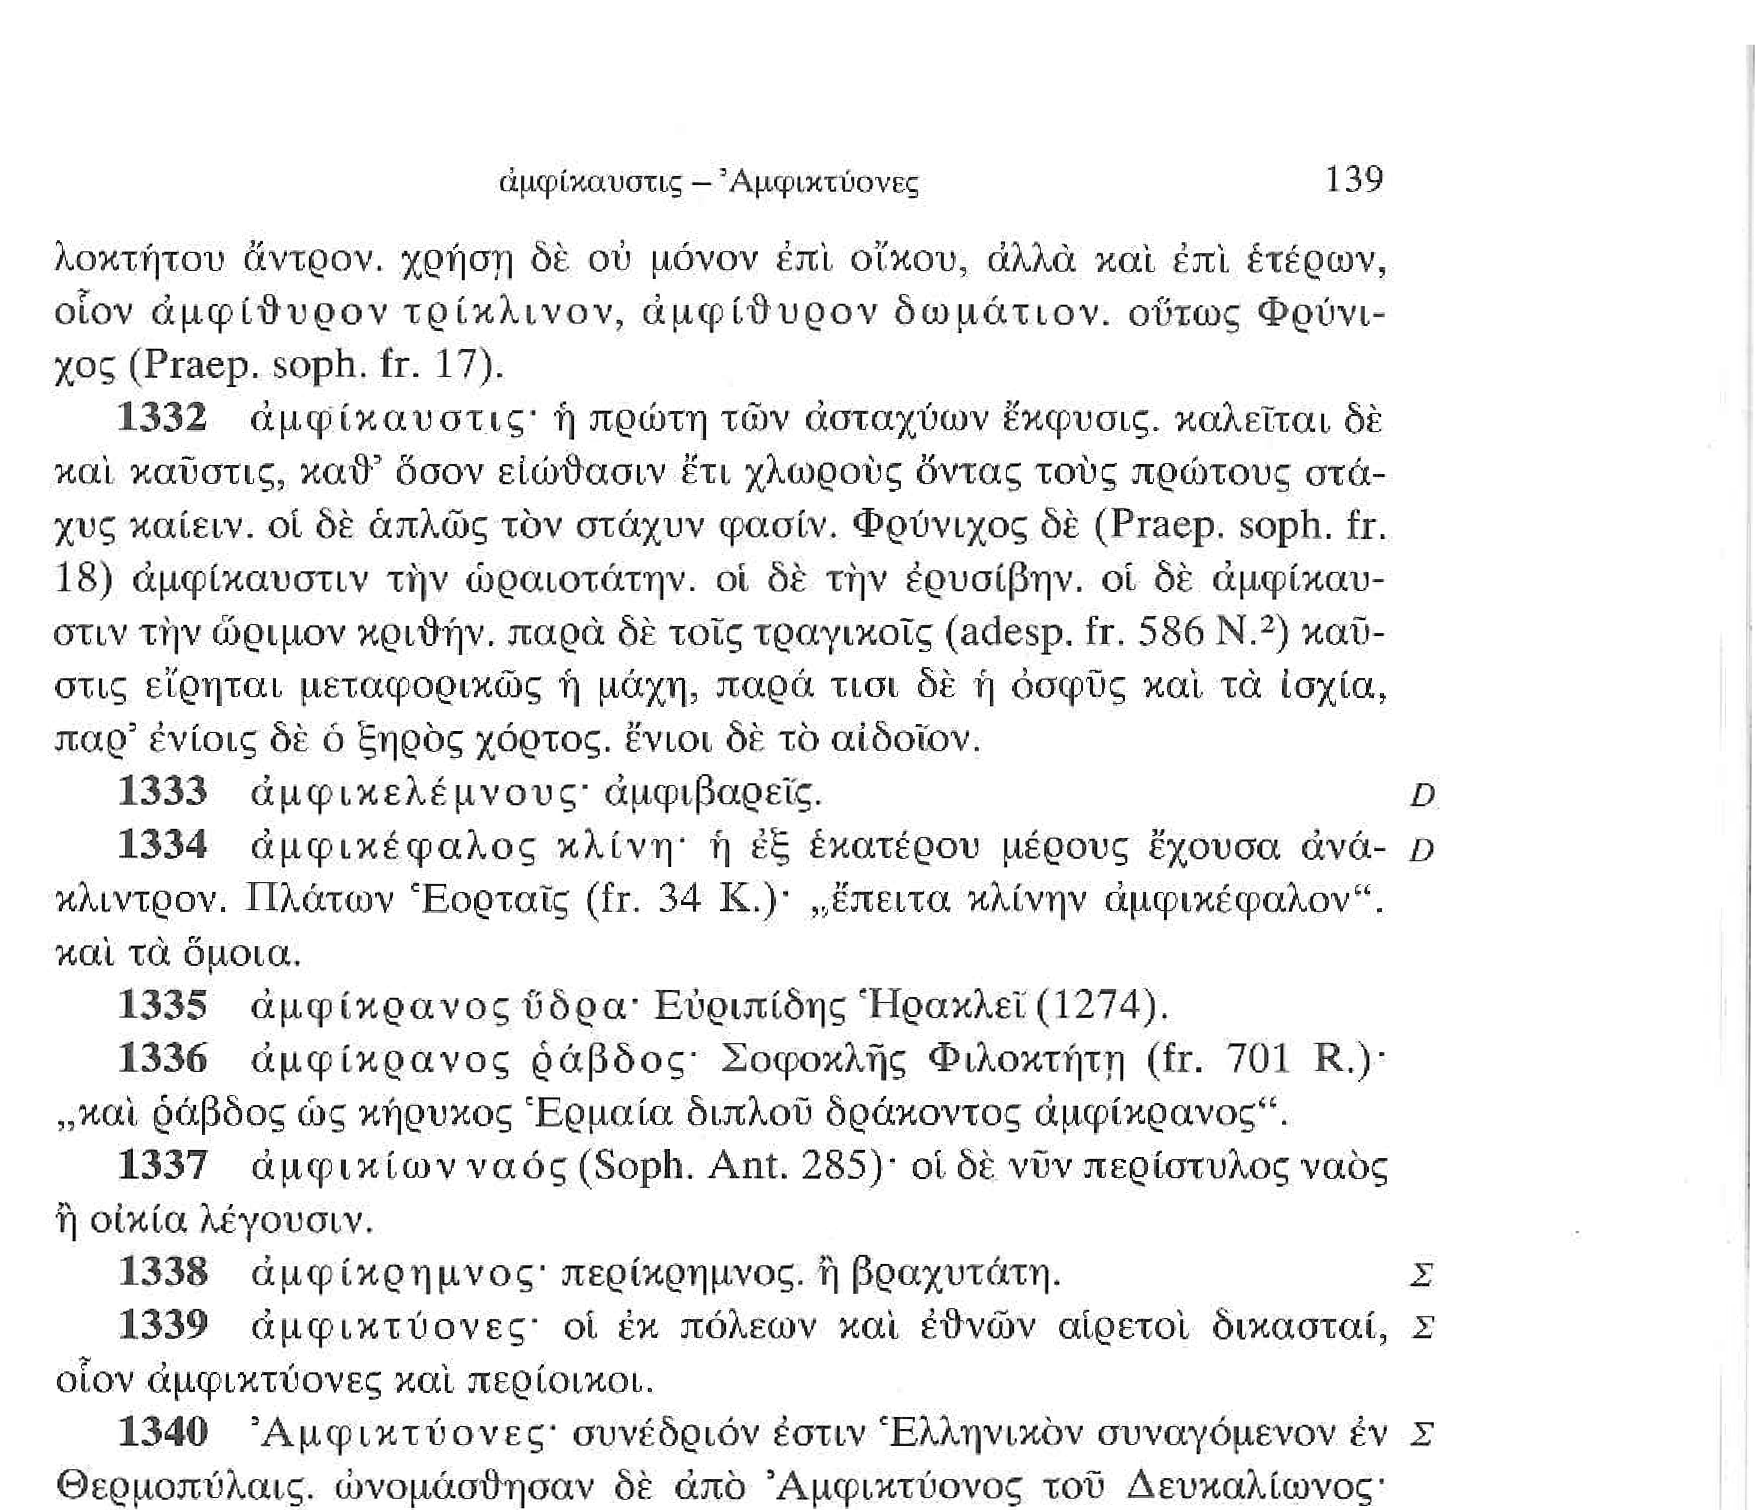 ἀμφίκαυστις – Ἀμφικτύονες 139
λοκτήτου ἄντρον. χρήσῃ δὲ οὐ μόνον ἐπὶ οἴκου, ἀλλὰ καὶ ἐπὶ ἑτέρων,
οἷον ἀμφίθυρον τρίκλινον, ἀμφίθυρον δωμάτιον. οὕτως Φρύνι-
χος (Praep. soph. fr. 17).
1332 ἀμφίκαυστις· ἡ πρώτη τῶν ἀσταχύων ἔκφυσις. καλεῖται δὲ
καὶ καῦστις, καθ’ ὅσον εἰώθασιν ἔτι χλωροὺς ὄντας τοὺς πρώτους στά-
χυς καίειν. οἱ δὲ ἁπλῶς τὸν στάχυν φασίν. Φρύνιχος δὲ (Praep. soph. fr.
18) ἀμφίκαυστιν τὴν ὡραιοτάτην. οἱ δὲ τὴν ἐρυσίβην. οἱ δὲ ἀμφίκαυ-
στιν τὴν ὥριμον κριθήν. παρὰ δὲ τοῖς τραγικοῖς (adesp. fr. 586 N.²) καῦ-
στις εἴρηται μεταφορικῶς ἡ μάχη, παρά τισι δὲ ἡ ὀσφῦς καὶ τὰ ἰσχία,
παρ’ ἐνίοις δὲ ὁ ξηρὸς χόρτος. ἔνιοι δὲ τὸ αἰδοῖον.
1333 ἀμφικελέμνους· ἀμφιβαρεῖς. D
1334 ἀμφικέφαλος κλίνη· ἡ ἐξ ἑκατέρου μέρους ἔχουσα ἀνά- D
κλιντρον. Πλάτων Ἑορταῖς (fr. 34 K.)· „ἔπειτα κλίνην ἀμφικέφαλον“.
καὶ τὰ ὅμοια.
1335 ἀμφίκρανος ὕδρα· Εὐριπίδης Ἡρακλεῖ (1274).
1336 ἀμφίκρανος ῥάβδος· Σοφοκλῆς Φιλοκτήτῃ (fr. 701 R.)·
„καὶ ῥάβδος ὡς κήρυκος Ἑρμαία διπλοῦ δράκοντος ἀμφίκρανος“.
1337 ἀμφικίων ναός (Soph. Ant. 285)· οἱ δὲ νῦν περίστυλος ναὸς
ἢ οἰκία λέγουσιν.
1338 ἀμφίκρημνος· περίκρημνος. ἢ βραχυτάτη. Σ
1339 ἀμφικτύονες· οἱ ἐκ πόλεων καὶ ἐθνῶν αἱρετοὶ δικασταί, Σ
οἷον ἀμφικτύονες καὶ περίοικοι.
1340 Ἀμφικτύονες· συνέδριόν ἐστιν Ἑλληνικὸν συναγόμενον ἐν Σ
Θερμοπύλαις. ὠνομάσθησαν δὲ ἀπὸ Ἀμφικτύονος τοῦ Δευκαλίωνος·